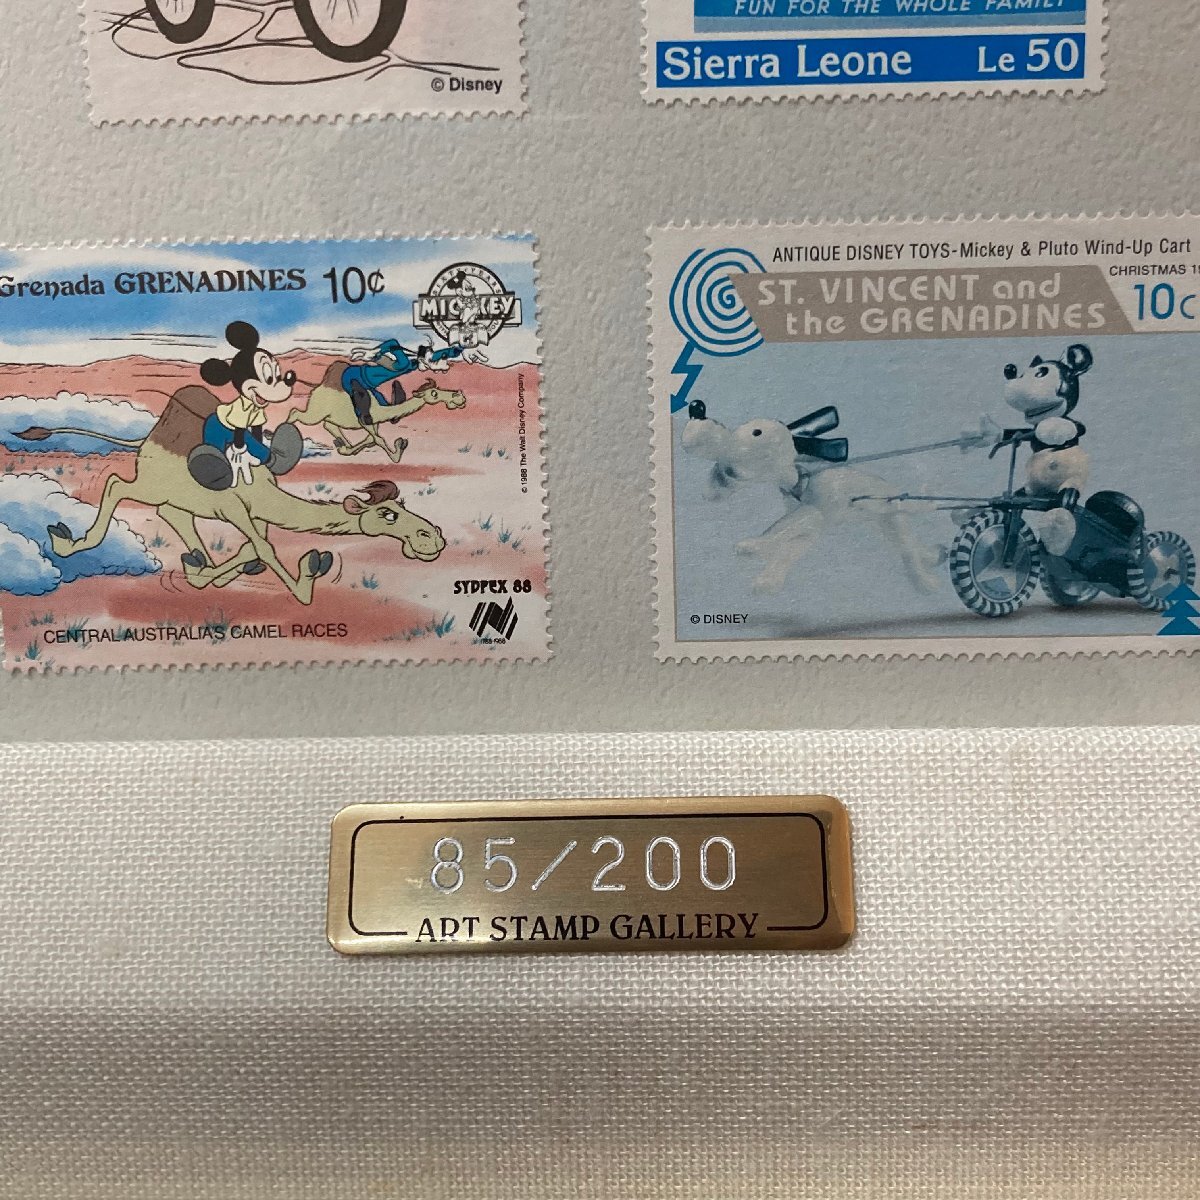 FUN FOR THE WHOLE FAMILY
Sierra Leone Le 50
© Disney
Grenada GRENADINES 10¢
MICKEY
© 1988 The Walt Disney Company
SYDPEX 88
1788-1988
CENTRAL AUSTRALIA'S CAMEL RACES
ANTIQUE DISNEY TOYS-Mickey & Pluto Wind-Up Cart
CHRISTMAS
ST. VINCENT and
the GRENADINES
10c
© DISNEY
85/200
ART STAMP GALLERY